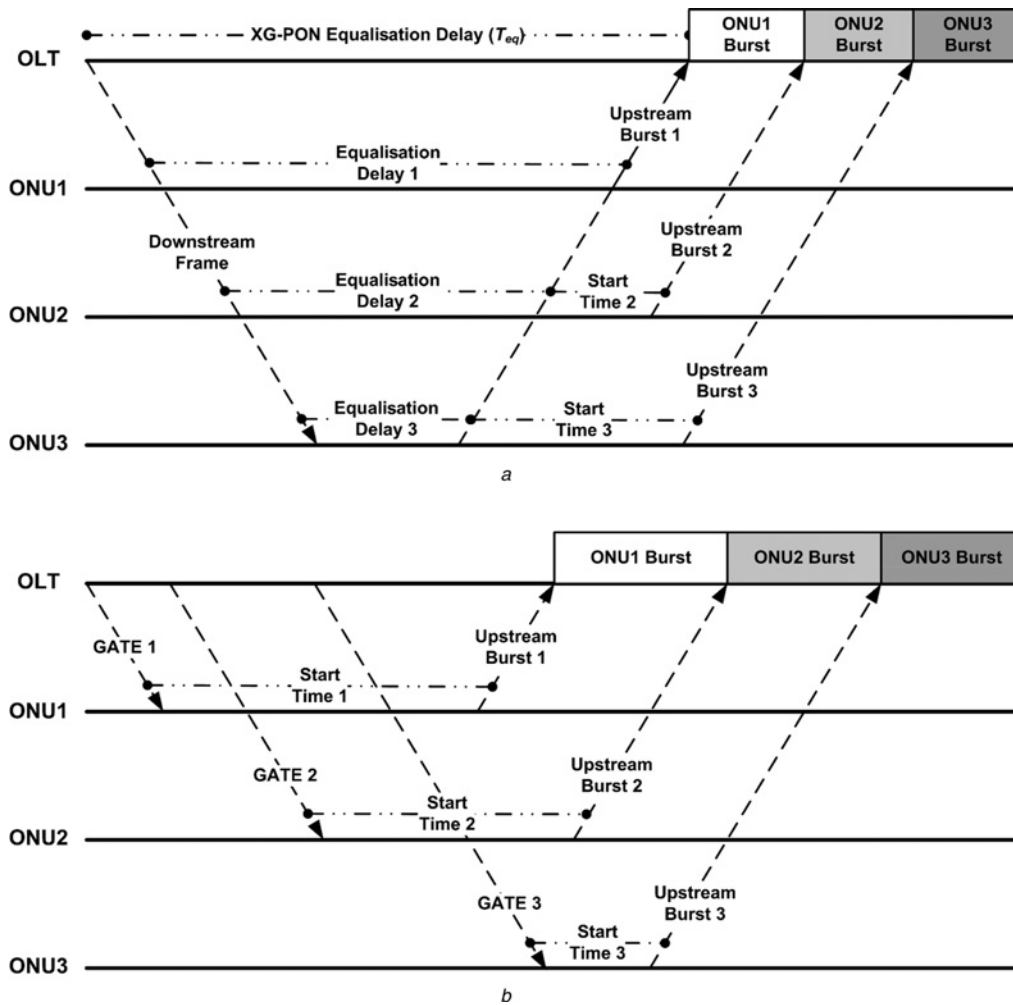 XG-PON Equalisation Delay (Teq)
ONU1 Burst
ONU2 Burst
ONU3 Burst
OLT
Upstream Burst 1
Equalisation Delay 1
ONU1
Downstream Frame
Upstream Burst 2
Equalisation Delay 2
Start Time 2
ONU2
Upstream Burst 3
Equalisation Delay 3
Start Time 3
ONU3
a
ONU1 Burst
ONU2 Burst
ONU3 Burst
OLT
GATE 1
Upstream Burst 1
Start Time 1
ONU1
GATE 2
Upstream Burst 2
Start Time 2
ONU2
GATE 3
Upstream Burst 3
Start Time 3
ONU3
b